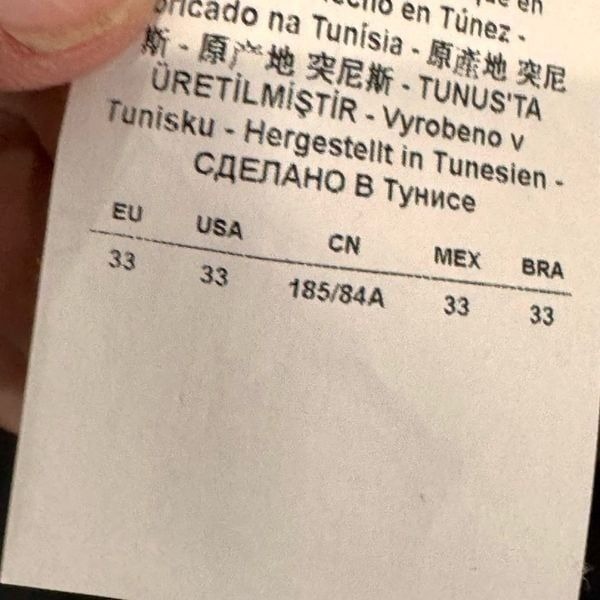 en
en Túnez -
na Tunísia - 原產地 突尼
斯 - 原产地 突尼斯 - TUNUS'TA
ÜRETİLMİŞTİR - Vyrobeno v
Tunisku - Hergestellt in Tunesien -
СДЕЛАНО В Тунисе
EU USA CN MEX BRA
33 33 185/84A 33 33